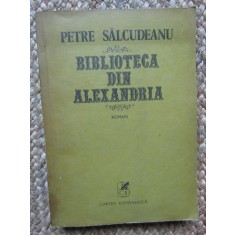 PETRE SĂLCUDEANU
BIBLIOTECA
DIN
ALEXANDRIA
ROMAN
CARTEA ROMÂNEASCĂ